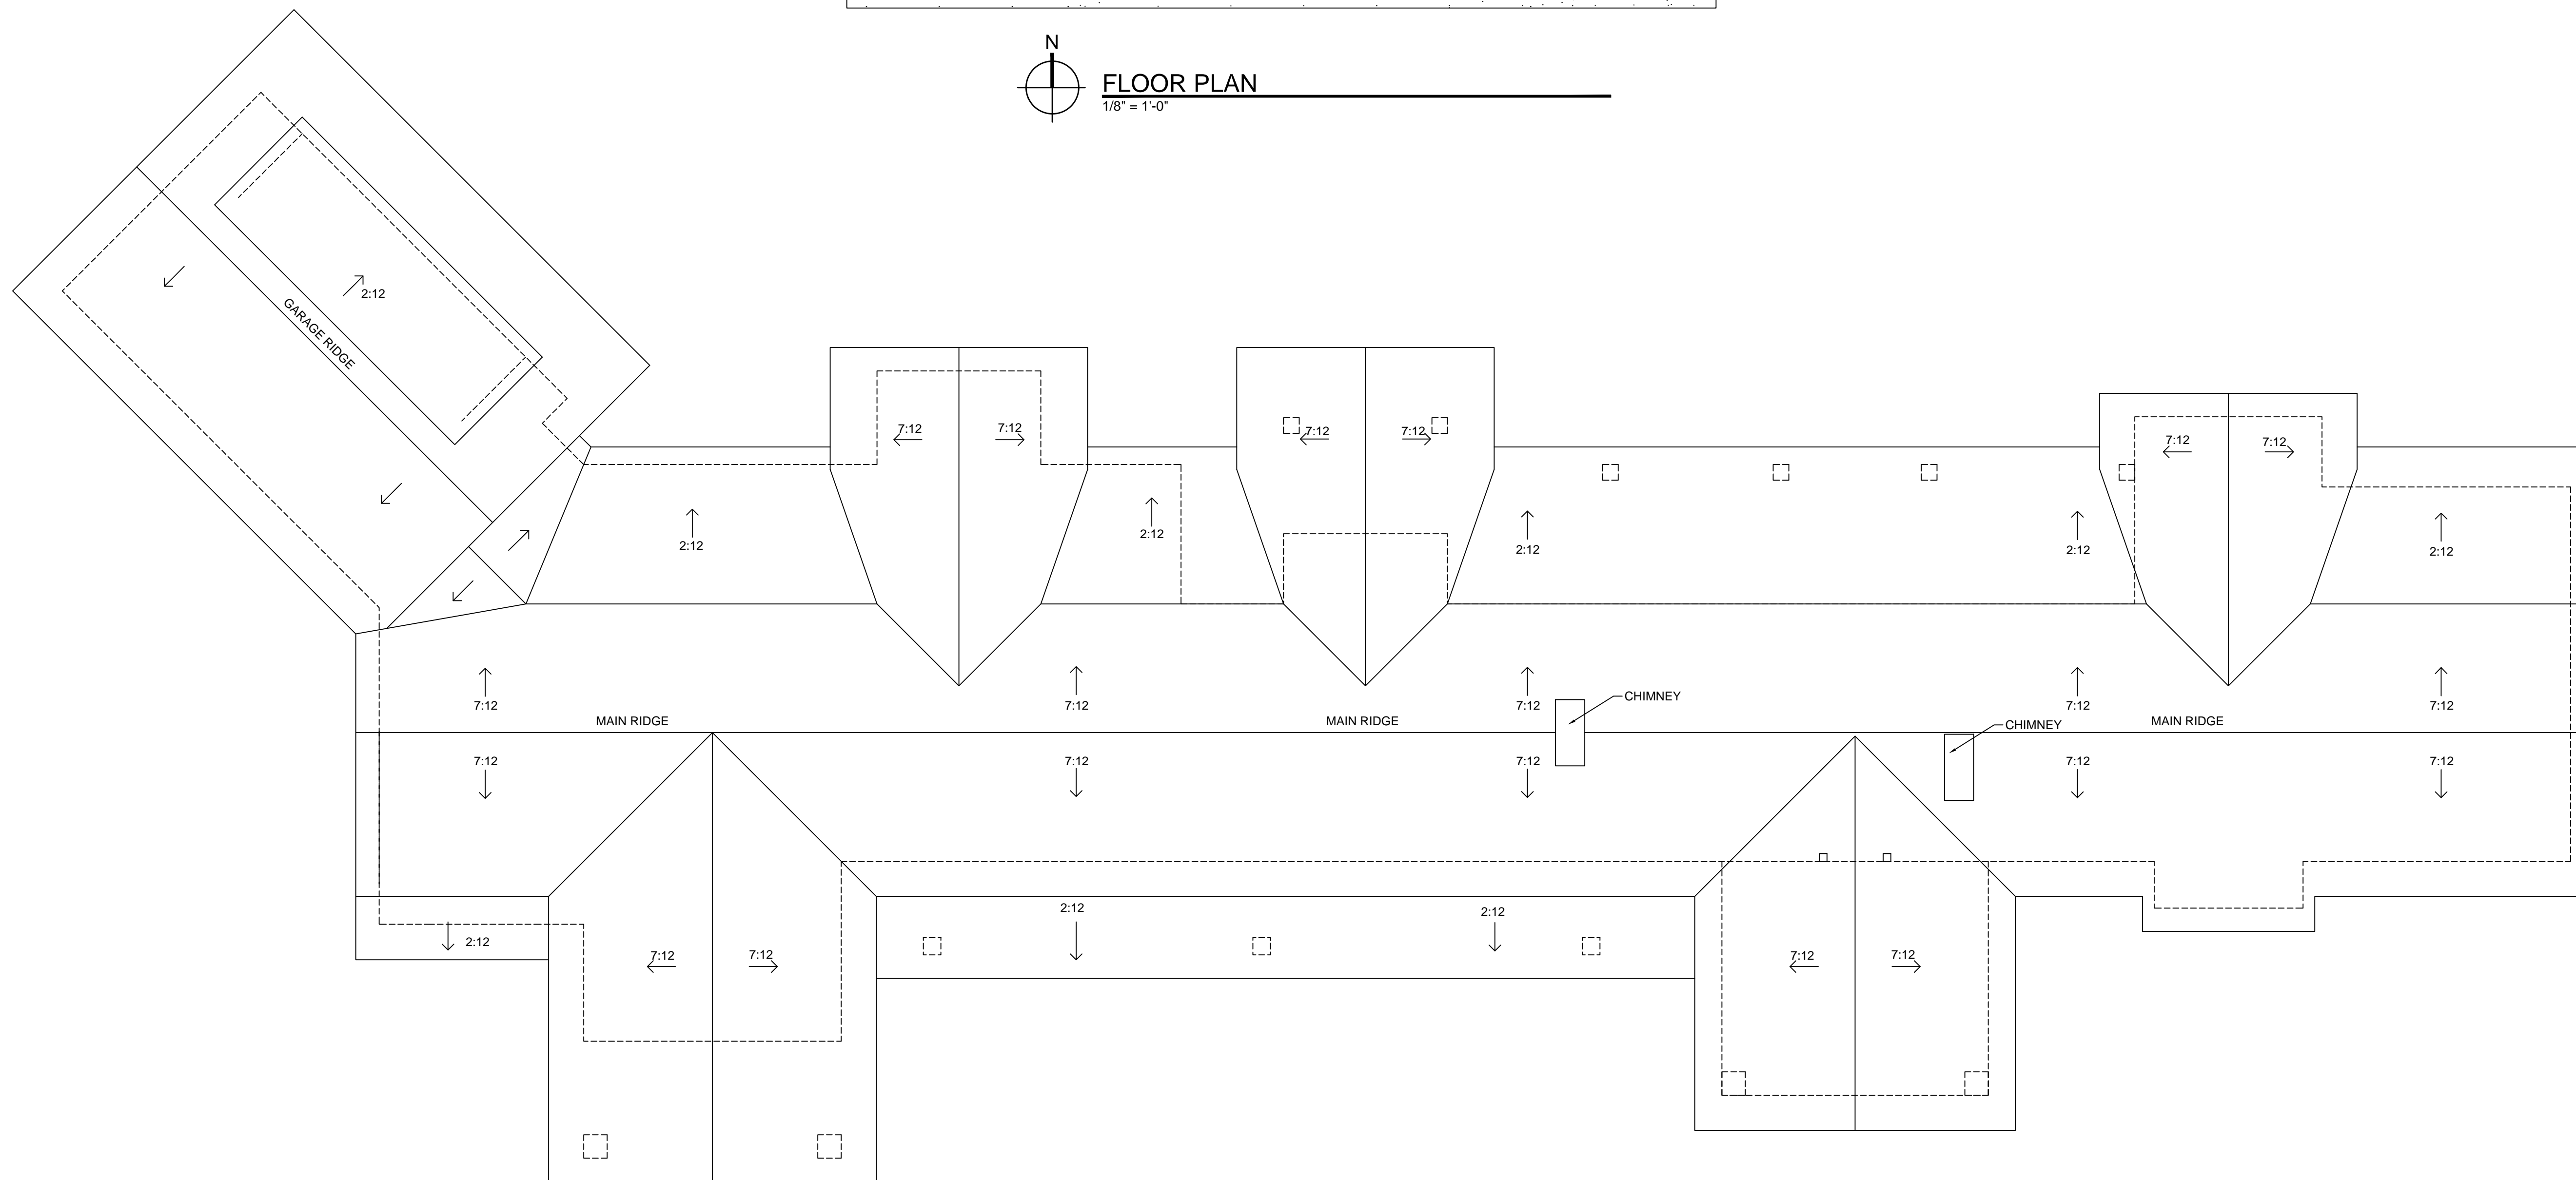 N
FLOOR PLAN
1/8" = 1'-0"
2:12
GARAGE RIDGE
7:12 7:12 7:12 7:12 7:12 7:12
2:12 2:12 2:12 2:12 2:12
7:12 7:12 7:12 7:12 7:12
CHIMNEY
MAIN RIDGE MAIN RIDGE MAIN RIDGE
CHIMNEY
7:12 7:12 7:12 7:12 7:12
2:12 2:12 2:12
7:12 7:12 7:12 7:12